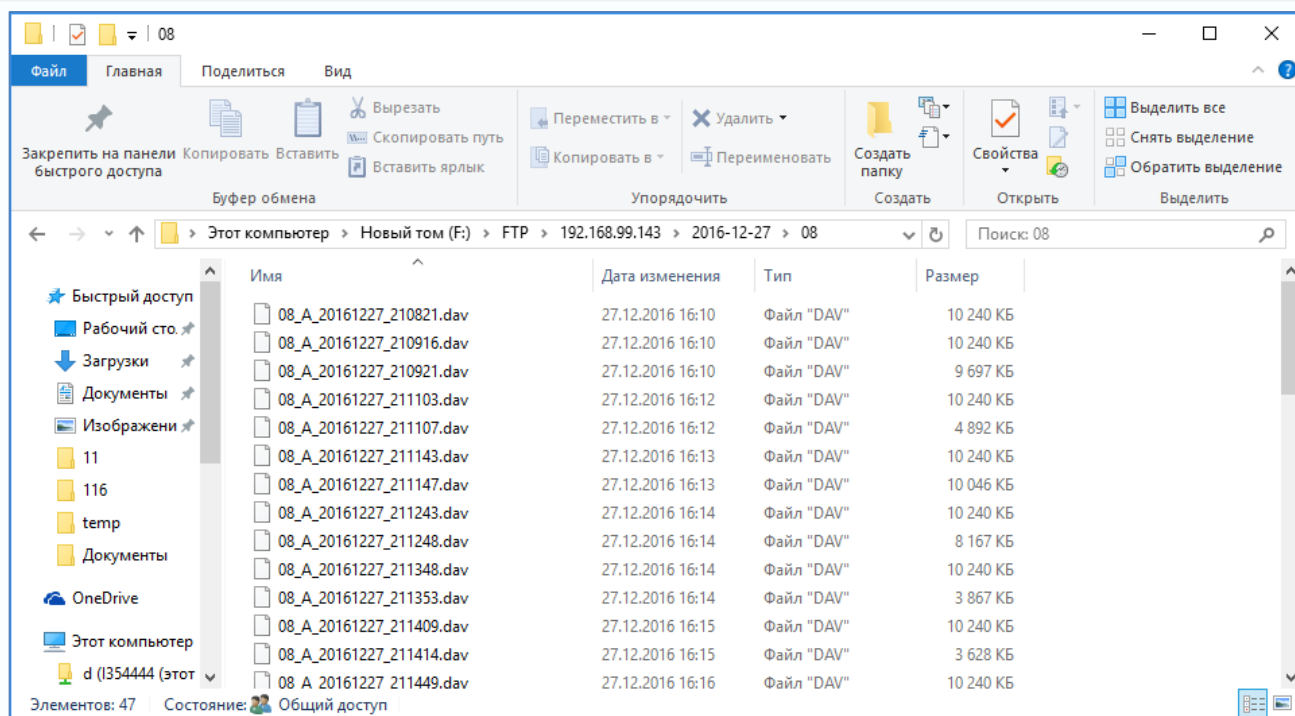 08
Файл Главная Поделиться Вид
Закрепить на панели быстрого доступа
Копировать
Вставить
Вырезать
Скопировать путь
Вставить ярлык
Буфер обмена
Переместить в
Копировать в
Удалить
Переименовать
Упорядочить
Создать папку
Создать
Свойства
Открыть
Выделить все
Снять выделение
Обратить выделение
Выделить
Этот компьютер > Новый том (F:) > FTP > 192.168.99.143 > 2016-12-27 > 08
Поиск: 08
Быстрый доступ
Рабочий сто.
Загрузки
Документы
Изображени
11
116
temp
Документы
OneDrive
Этот компьютер
d (I354444 (этот
Имя Дата изменения Тип Размер
08_A_20161227_210821.dav 27.12.2016 16:10 Файл "DAV" 10 240 КБ
08_A_20161227_210916.dav 27.12.2016 16:10 Файл "DAV" 10 240 КБ
08_A_20161227_210921.dav 27.12.2016 16:10 Файл "DAV" 9 697 КБ
08_A_20161227_211103.dav 27.12.2016 16:12 Файл "DAV" 10 240 КБ
08_A_20161227_211107.dav 27.12.2016 16:12 Файл "DAV" 4 892 КБ
08_A_20161227_211143.dav 27.12.2016 16:13 Файл "DAV" 10 240 КБ
08_A_20161227_211147.dav 27.12.2016 16:13 Файл "DAV" 10 046 КБ
08_A_20161227_211243.dav 27.12.2016 16:14 Файл "DAV" 10 240 КБ
08_A_20161227_211248.dav 27.12.2016 16:14 Файл "DAV" 8 167 КБ
08_A_20161227_211348.dav 27.12.2016 16:14 Файл "DAV" 10 240 КБ
08_A_20161227_211353.dav 27.12.2016 16:14 Файл "DAV" 3 867 КБ
08_A_20161227_211409.dav 27.12.2016 16:15 Файл "DAV" 10 240 КБ
08_A_20161227_211414.dav 27.12.2016 16:15 Файл "DAV" 3 628 КБ
08_A_20161227_211449.dav 27.12.2016 16:16 Файл "DAV" 10 240 КБ
Элементов: 47 Состояние: Общий доступ